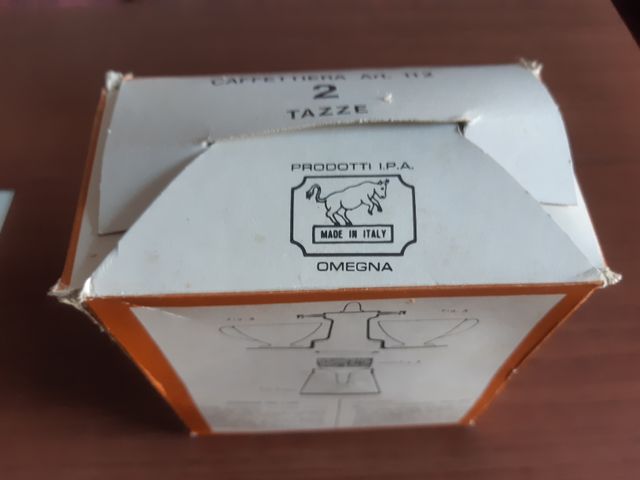 CAFFETTIERA Art. 112
2
TAZZE
PRODOTTI I.P.A.
MADE IN ITALY
OMEGNA